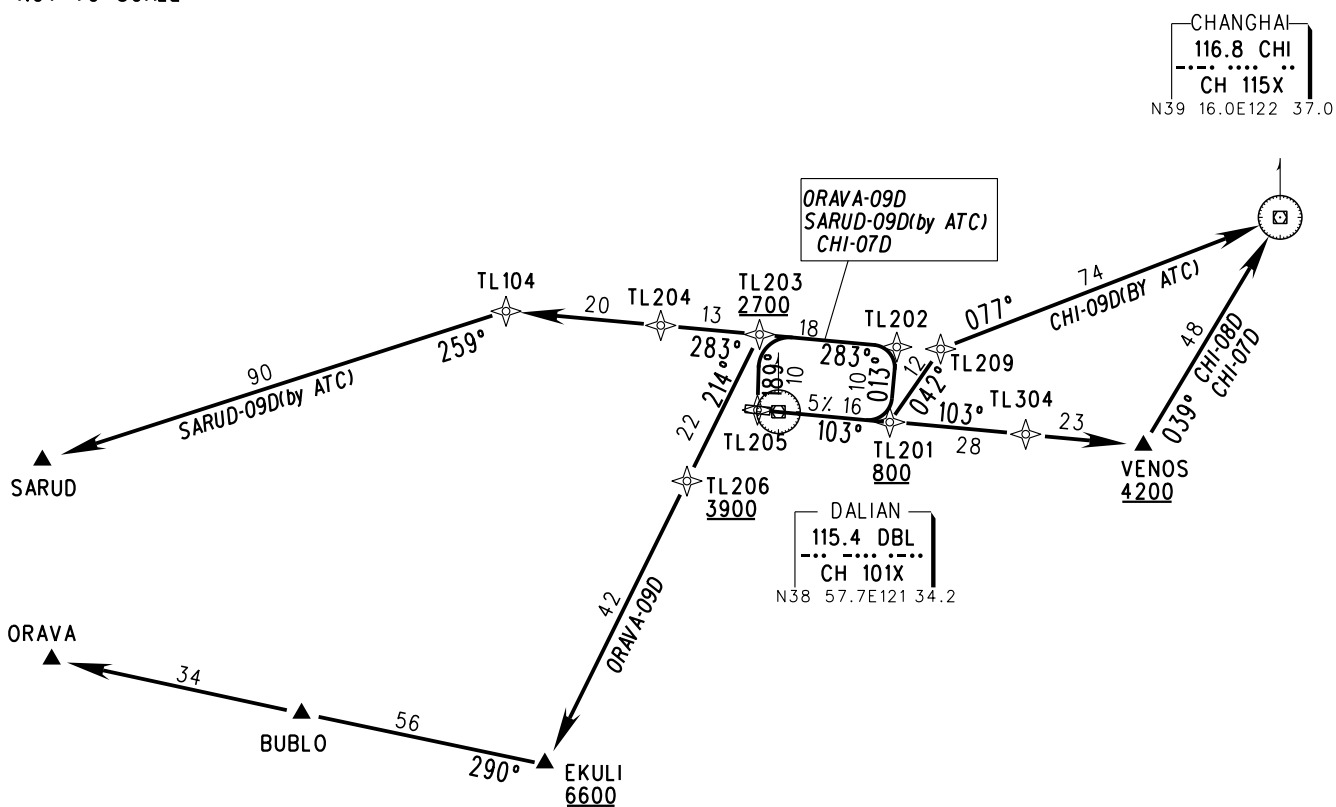 CHANGHAI
116.8 CHI
-·-· ···· ··
CH 115X
N39 16.0E122 37.0
ORAVA-09D
SARUD-09D(by ATC)
CHI-07D
TL104
20
TL204
13
283°
TL203
2700
18
283°
TL202
TL209
077°
74
CHI-09D(BY ATC)
48
CHI-08D
CHI-07D
039°
259°
90
SARUD-09D(by ATC)
SARUD
214°
22
189°
10
10
013°
12
042°
5% 16
103°
TL205
TL201
800
103°
28
TL304
23
VENOS
4200
TL206
3900
DALIAN
115.4 DBL
-·· -··· ·-··
CH 101X
N38 57.7E121 34.2
42
ORAVA-09D
ORAVA
34
BUBLO
56
290°
EKULI
6600